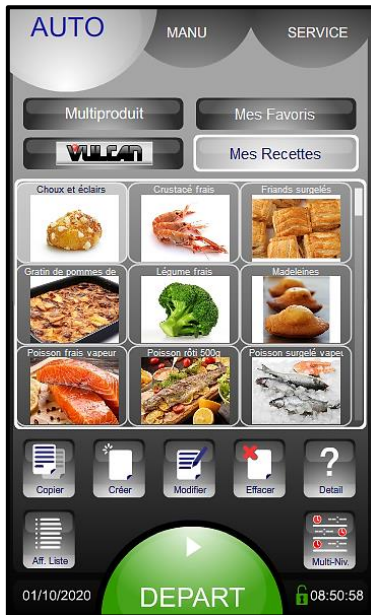 AUTO MANU SERVICE
Multiproduit Mes Favoris
VULCAN Mes Recettes
Choux et éclairs Crustacé frais Friands surgelés
Gratin de pommes de Légume frais Madeleines
Poisson frais vapeur Poisson rôti 500g Poisson surgelé vapeu
Copier Créer Modifier Effacer ? Detail
Aff. Liste Multi-Niv.
01/10/2020 DEPART 08:50:58